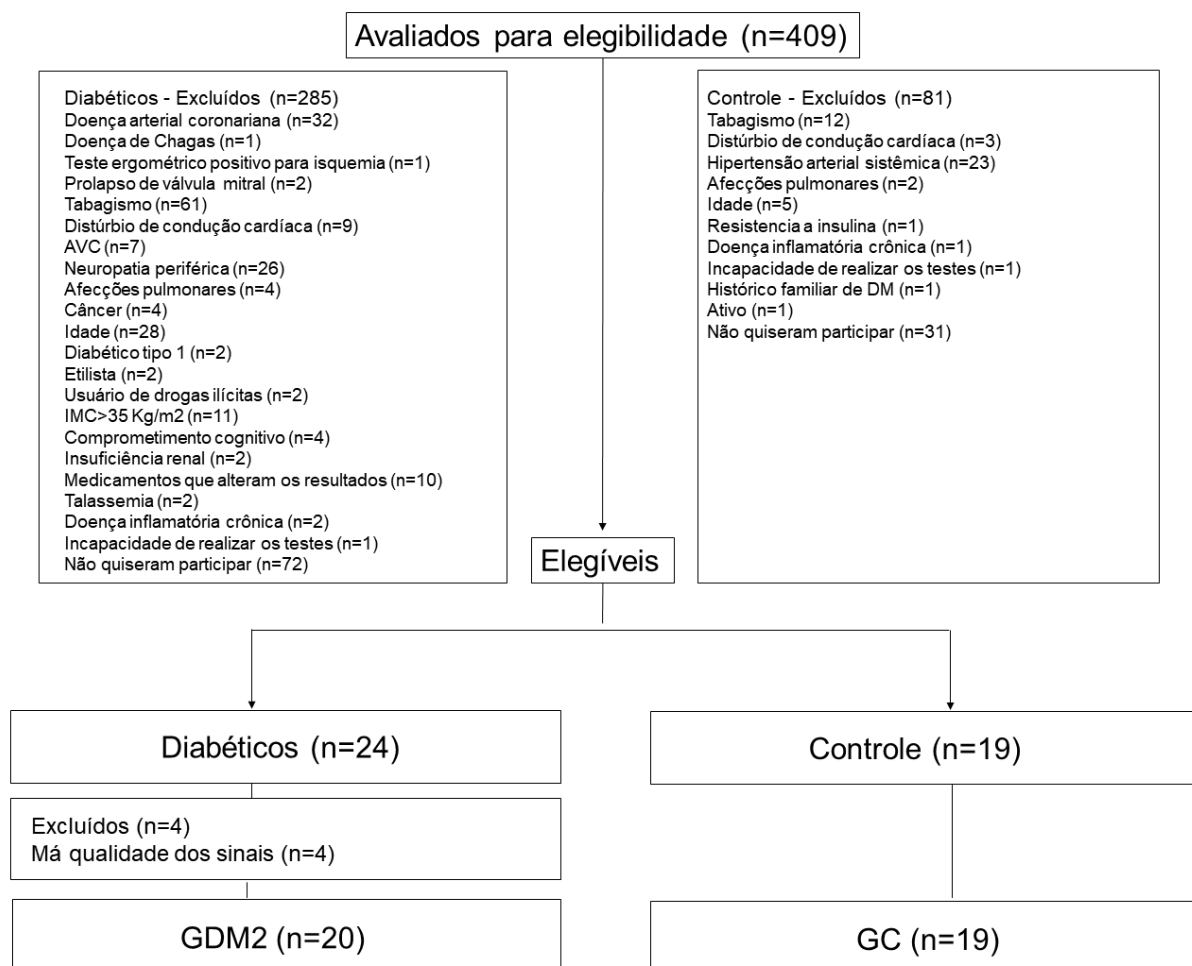 Avaliados para elegibilidade (n=409)
Diabéticos - Excluídos (n=285)
Doença arterial coronariana (n=32)
Doença de Chagas (n=1)
Teste ergométrico positivo para isquemia (n=1)
Prolapso de válvula mitral (n=2)
Tabagismo (n=61)
Distúrbio de condução cardíaca (n=9)
AVC (n=7)
Neuropatia periférica (n=26)
Afecções pulmonares (n=4)
Câncer (n=4)
Idade (n=28)
Diabético tipo 1 (n=2)
Etilista (n=2)
Usuário de drogas ilícitas (n=2)
IMC>35 Kg/m2 (n=11)
Comprometimento cognitivo (n=4)
Insuficiência renal (n=2)
Medicamentos que alteram os resultados (n=10)
Talassemia (n=2)
Doença inflamatória crônica (n=2)
Incapacidade de realizar os testes (n=1)
Não quiseram participar (n=72)
Controle - Excluídos (n=81)
Tabagismo (n=12)
Distúrbio de condução cardíaca (n=3)
Hipertensão arterial sistêmica (n=23)
Afecções pulmonares (n=2)
Idade (n=5)
Resistencia a insulina (n=1)
Doença inflamatória crônica (n=1)
Incapacidade de realizar os testes (n=1)
Histórico familiar de DM (n=1)
Ativo (n=1)
Não quiseram participar (n=31)
Elegíveis
Diabéticos (n=24)
Controle (n=19)
Excluídos (n=4)
Má qualidade dos sinais (n=4)
GDM2 (n=20)
GC (n=19)